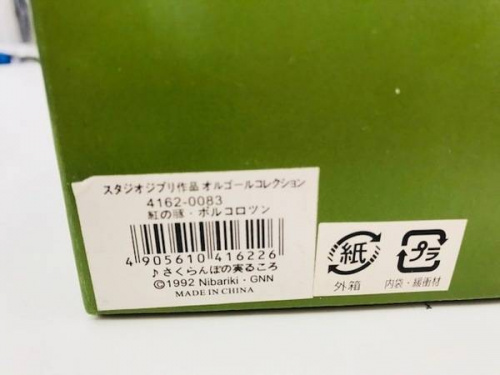 スタジオジブリ作品 オルゴールコレクション
4162-0083
紅の豚・ポルコロッソ
4 905610 416226
♪さくらんぼの実るころ
©1992 Nibariki・GNN
MADE IN CHINA
紙
外箱
プラ
内袋・緩衝材